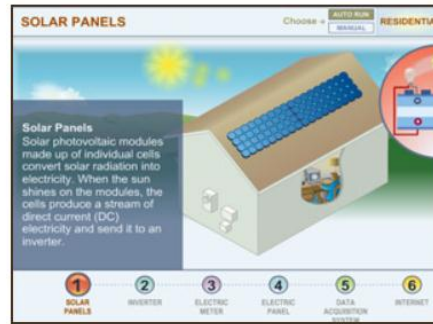 SOLAR PANELS
Choose
AUTO RUN
MANUAL
RESIDENTIA
Solar Panels
Solar photovoltaic modules
made up of individual cells
convert solar radiation into
electricity. When the sun
shines on the modules, the
cells produce a stream of
direct current (DC)
electricity and send it to an
inverter.
1
2
3
4
5
6
SOLAR
PANELS
INVERTER
ELECTRIC
METER
ELECTRIC
PANEL
DATA
ACQUISITION
SYSTEM
INTERNET